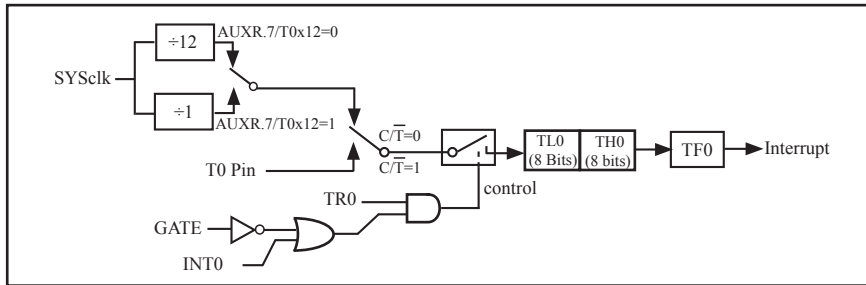 ÷12
AUXR.7/T0x12=0
SYSclk
÷1
AUXR.7/T0x12=1
C/T̅=0
C/T̅=1
T0 Pin
TL0
(8 Bits)
TH0
(8 bits)
TF0
Interrupt
control
TR0
GATE
INT0